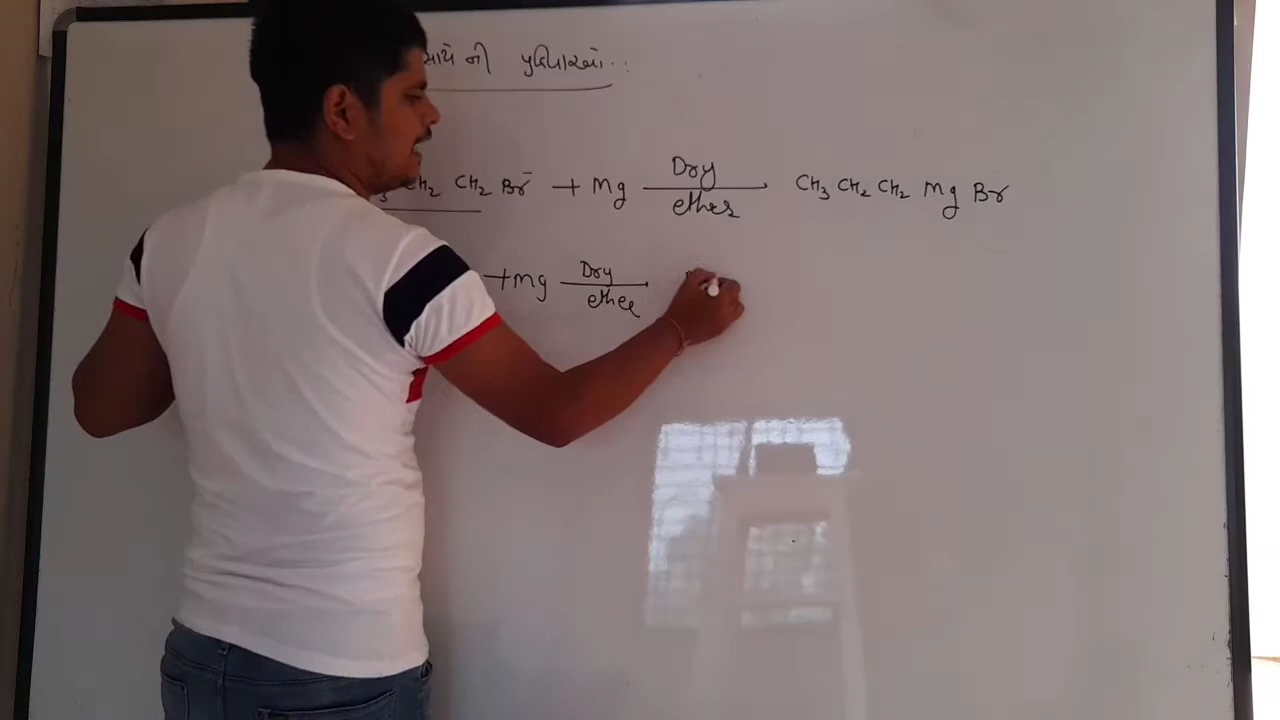 સાથે ની પ્રક્રિયાઓ..
CH₂ CH₂ Br + Mg Dry ether CH₃ CH₂ CH₂ Mg Br
+ Mg Dry ether